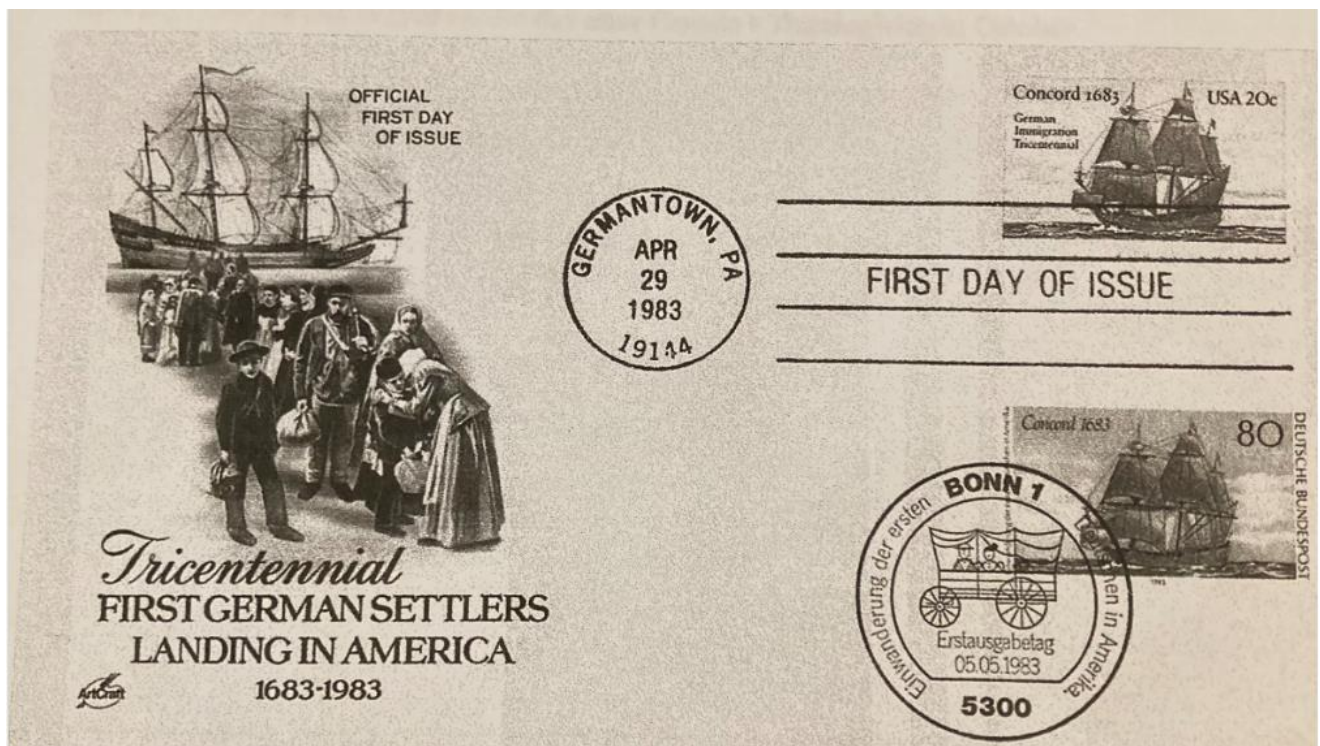 OFFICIAL
FIRST DAY
OF ISSUE
Concord 1683
USA 20c
German
Immigration
Tricentennial
GERMANTOWN, PA
APR
29
1983
19144
FIRST DAY OF ISSUE
Concord 1683
80
DEUTSCHE BUNDESPOST
1983
BONN 1
Einwanderung der ersten
in Amerika.
Erstausgabetag
05.05.1983
5300
Tricentennial
FIRST GERMAN SETTLERS
LANDING IN AMERICA
1683-1983
ArtCraft